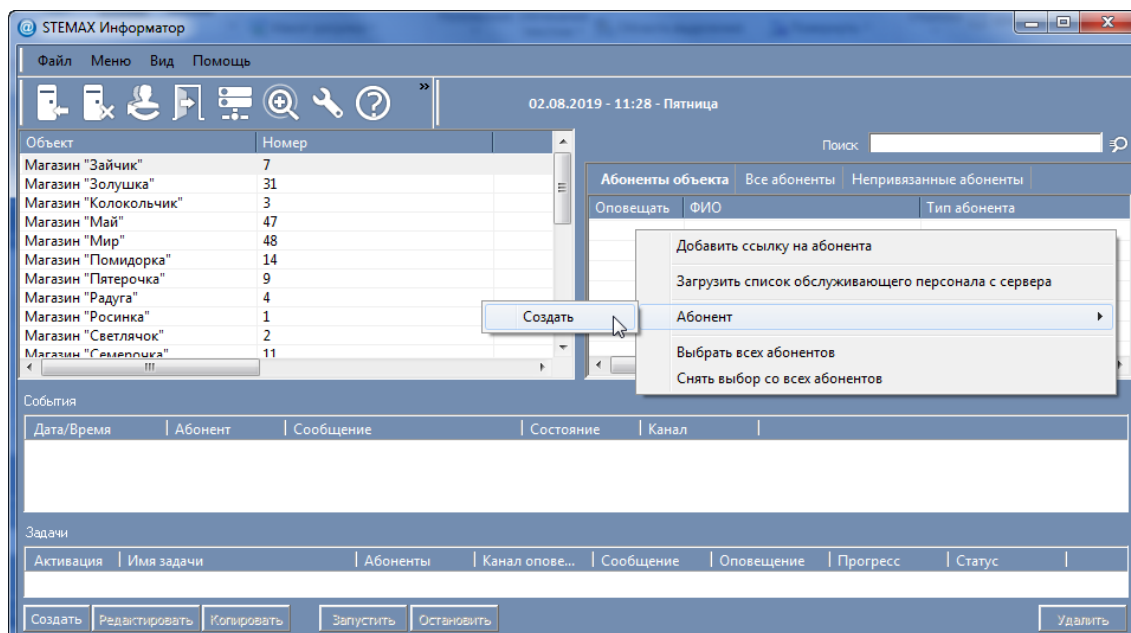 STEMAX Информатор
Файл Меню Вид Помощь
02.08.2019 - 11:28 - Пятница
Объект Номер
Магазин "Зайчик" 7
Магазин "Золушка" 31
Магазин "Колокольчик" 3
Магазин "Май" 47
Магазин "Мир" 48
Магазин "Помидорка" 14
Магазин "Пятерочка" 9
Магазин "Радуга" 4
Магазин "Росинка" 1
Магазин "Светлячок" 2
Магазин "Семерочка" 11
Поиск
Абоненты объекта Все абоненты Непривязанные абоненты
Оповещать ФИО Тип абонента
Добавить ссылку на абонента
Загрузить список обслуживающего персонала с сервера
Создать
Абонент
Выбрать всех абонентов
Снять выбор со всех абонентов
События
Дата/Время Абонент Сообщение Состояние Канал
Задачи
Активация Имя задачи Абоненты Канал опове... Сообщение Оповещение Прогресс Статус
Создать Редактировать Копировать Запустить Остановить Удалить